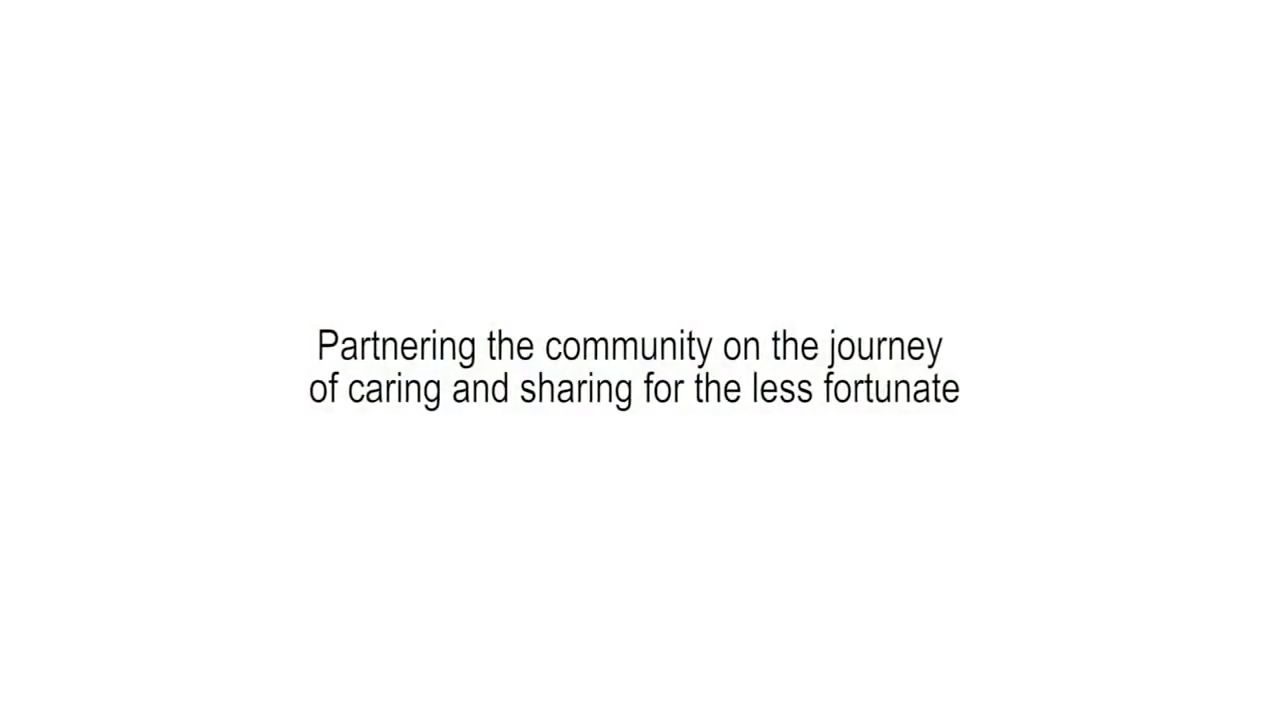 Partnering the community on the journey
of caring and sharing for the less fortunate